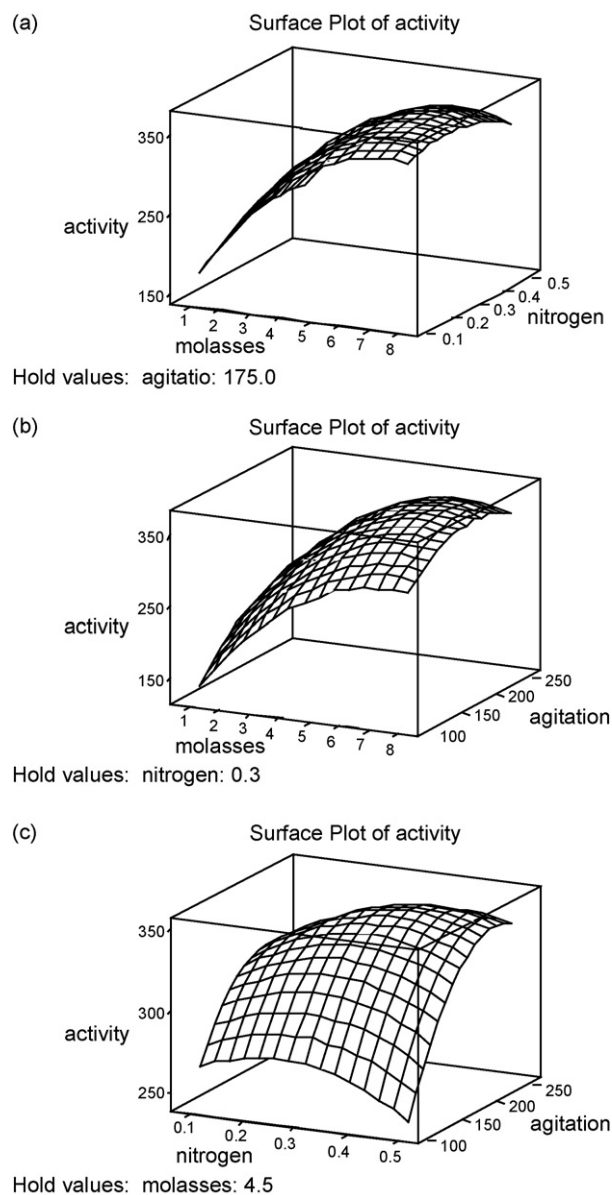 (a)
Surface Plot of activity
350
250
150
activity
1 2 3 4 5 6 7 8
molasses
0.1 0.2 0.3 0.4 0.5
nitrogen
Hold values: agitatio: 175.0
(b)
Surface Plot of activity
350
250
150
activity
1 2 3 4 5 6 7 8
molasses
100 150 200 250
agitation
Hold values: nitrogen: 0.3
(c)
Surface Plot of activity
350
300
250
activity
0.1 0.2 0.3 0.4 0.5
nitrogen
100 150 200 250
agitation
Hold values: molasses: 4.5